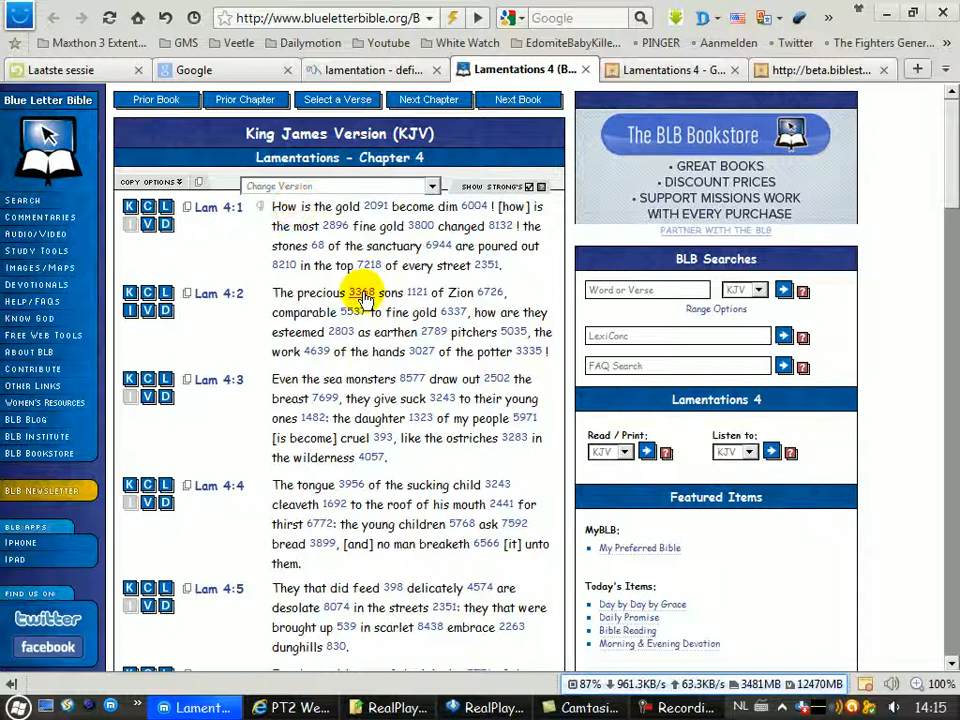 http://www.blueletterbible.org/B
Google
Maxthon 3 Extent...
GMS
Veetle
Dailymotion
Youtube
White Watch
EdomiteBabyKille...
PINGER
Aanmelden
Twitter
The Fighters Gener...
Laatste sessie
Google
lamentation - defi...
Lamentations 4 (B...
Lamentations 4 - G...
http://beta.biblest...
Blue Letter Bible
SEARCH
COMMENTARIES
AUDIO/VIDEO
STUDY TOOLS
IMAGES/MAPS
DEVOTIONALS
HELP/FAQS
KNOW GOD
FREE WEB TOOLS
ABOUT BLB
CONTRIBUTE
OTHER LINKS
WOMEN'S RESOURCES
BLB BLOG
BLB INSTITUTE
BLB BOOKSTORE
BLB NEWSLETTER
BLB APPS:
IPHONE
IPAD
FIND US ON:
twitter
facebook
Prior Book
Prior Chapter
Select a Verse
Next Chapter
Next Book
King James Version (KJV)
Lamentations - Chapter 4
COPY OPTIONS
Change Version
SHOW STRONG'S
K C L
I V D
Lam 4:1
How is the gold 2091 become dim 6004 ! [how] is
the most 2896 fine gold 3800 changed 8132 ! the
stones 68 of the sanctuary 6944 are poured out
8210 in the top 7218 of every street 2351.
K C L
I V D
Lam 4:2
The precious 3368 sons 1121 of Zion 6726,
comparable 5537 to fine gold 6337, how are they
esteemed 2803 as earthen 2789 pitchers 5035, the
work 4639 of the hands 3027 of the potter 3335 !
K C L
I V D
Lam 4:3
Even the sea monsters 8577 draw out 2502 the
breast 7699, they give suck 3243 to their young
ones 1482: the daughter 1323 of my people 5971
[is become] cruel 393, like the ostriches 3283 in
the wilderness 4057.
K C L
I V D
Lam 4:4
The tongue 3956 of the sucking child 3243
cleaveth 1692 to the roof of his mouth 2441 for
thirst 6772: the young children 5768 ask 7592
bread 3899, [and] no man breaketh 6566 [it] unto
them.
K C L
I V D
Lam 4:5
They that did feed 398 delicately 4574 are
desolate 8074 in the streets 2351: they that were
brought up 539 in scarlet 8438 embrace 2263
dunghills 830.
The BLB Bookstore
• GREAT BOOKS
• DISCOUNT PRICES
• SUPPORT MISSIONS WORK
WITH EVERY PURCHASE
PARTNER WITH THE BLB
BLC Searches
Word or Verse
KJV
Range Options
LexiConc
FAQ Search
Lamentations 4
Read / Print:
Listen to:
KJV
KJV
Featured Items
MyBLB:
My Preferred Bible
Today's Items:
Day by Day by Grace
Daily Promise
Bible Reading
Morning & Evening Devotion
87%
961.3KB/s
63.3KB/s
3481MB
12470MB
100%
Lament...
PT2 We...
RealPlay...
RealPlay...
Camtasi...
Recordi...
NL
14:15